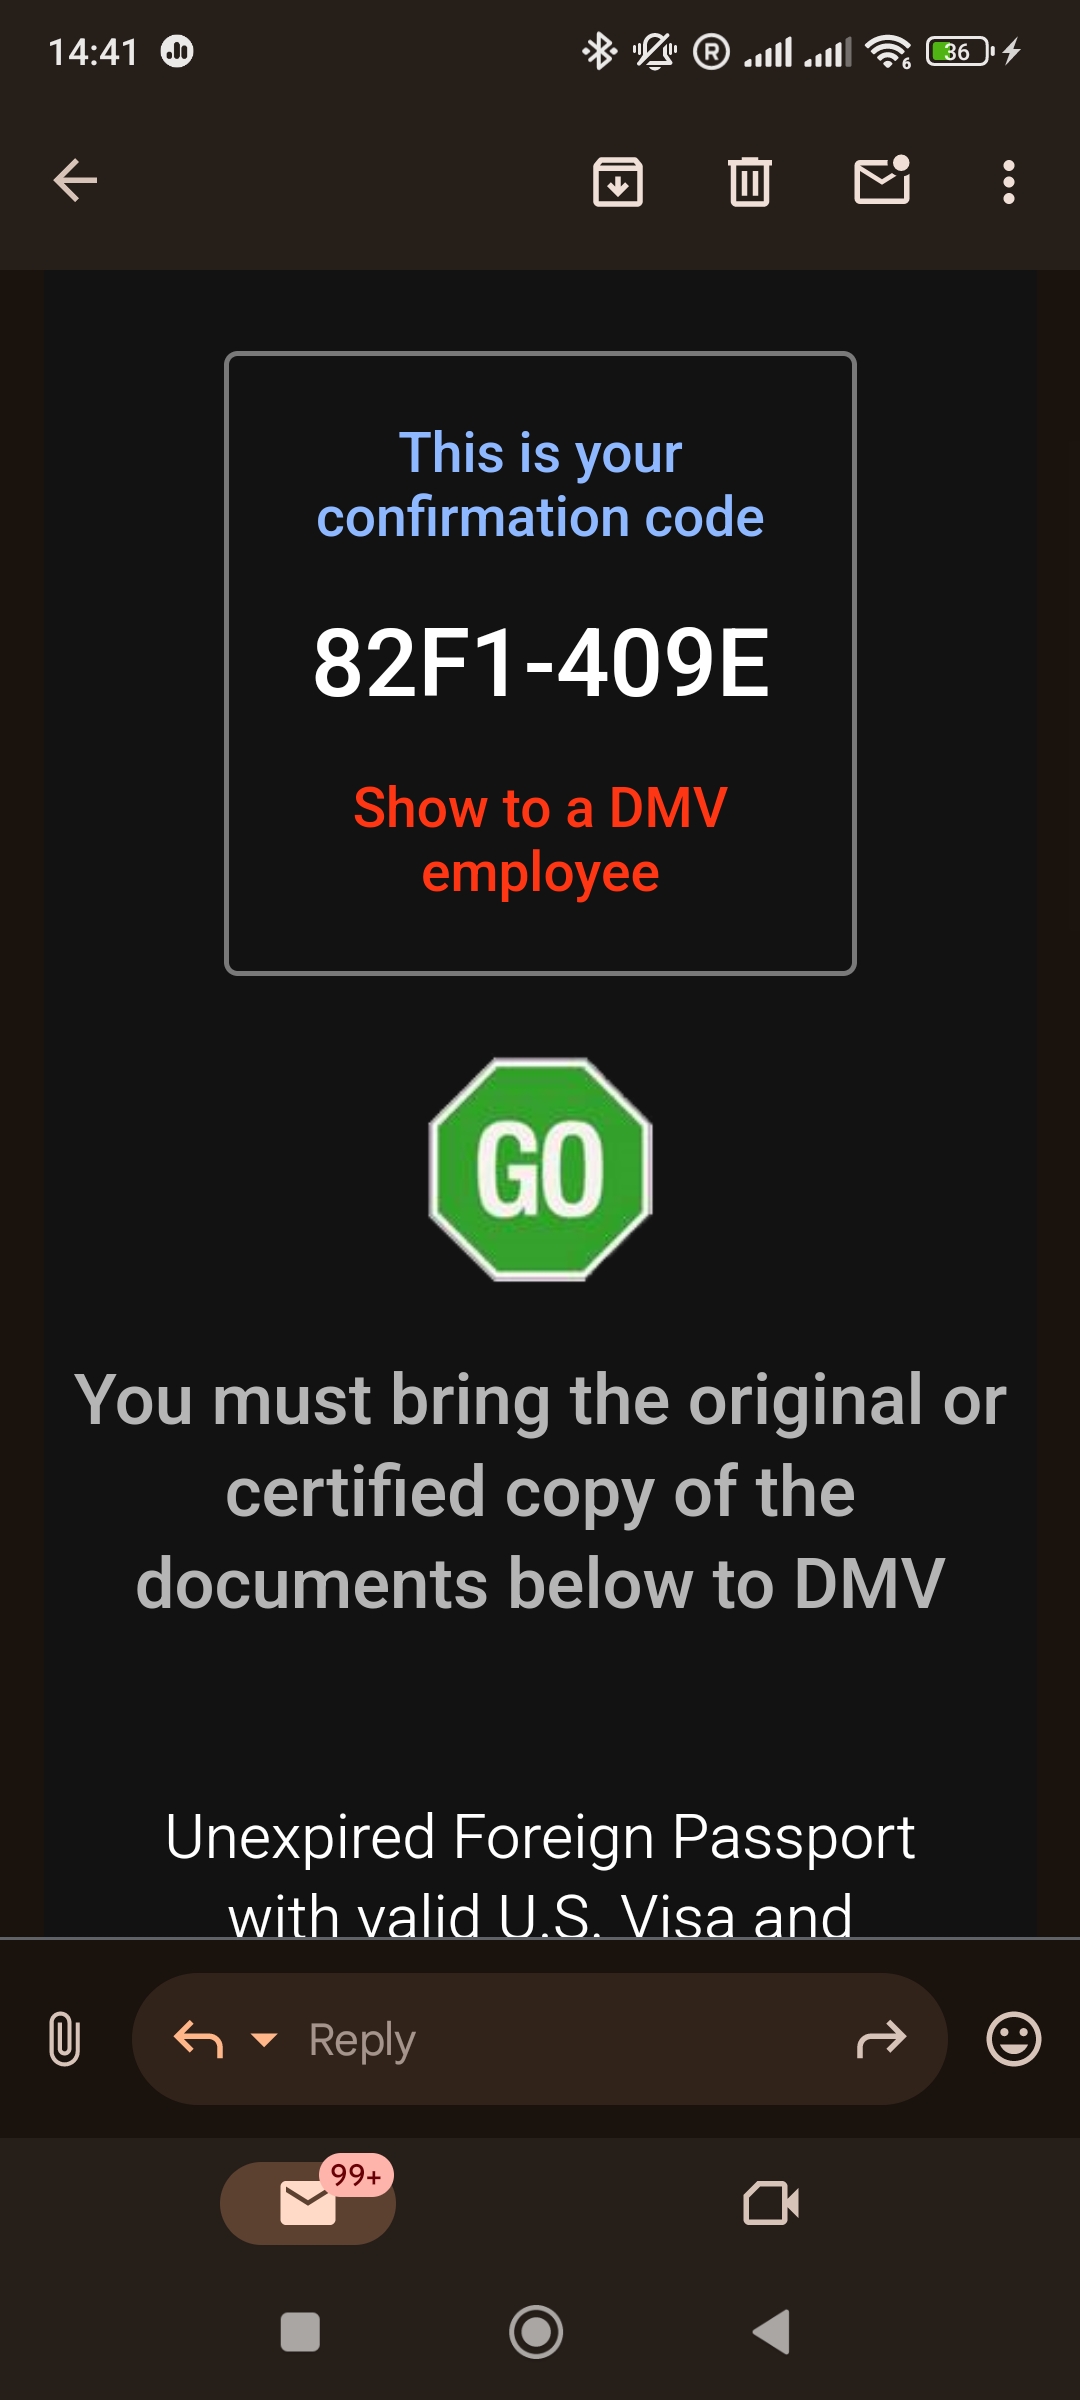 14:41
R
6
36
This is your
confirmation code
82F1-409E
Show to a DMV
employee
GO
You must bring the original or
certified copy of the
documents below to DMV
Unexpired Foreign Passport
with valid U.S. Visa and
Reply
99+